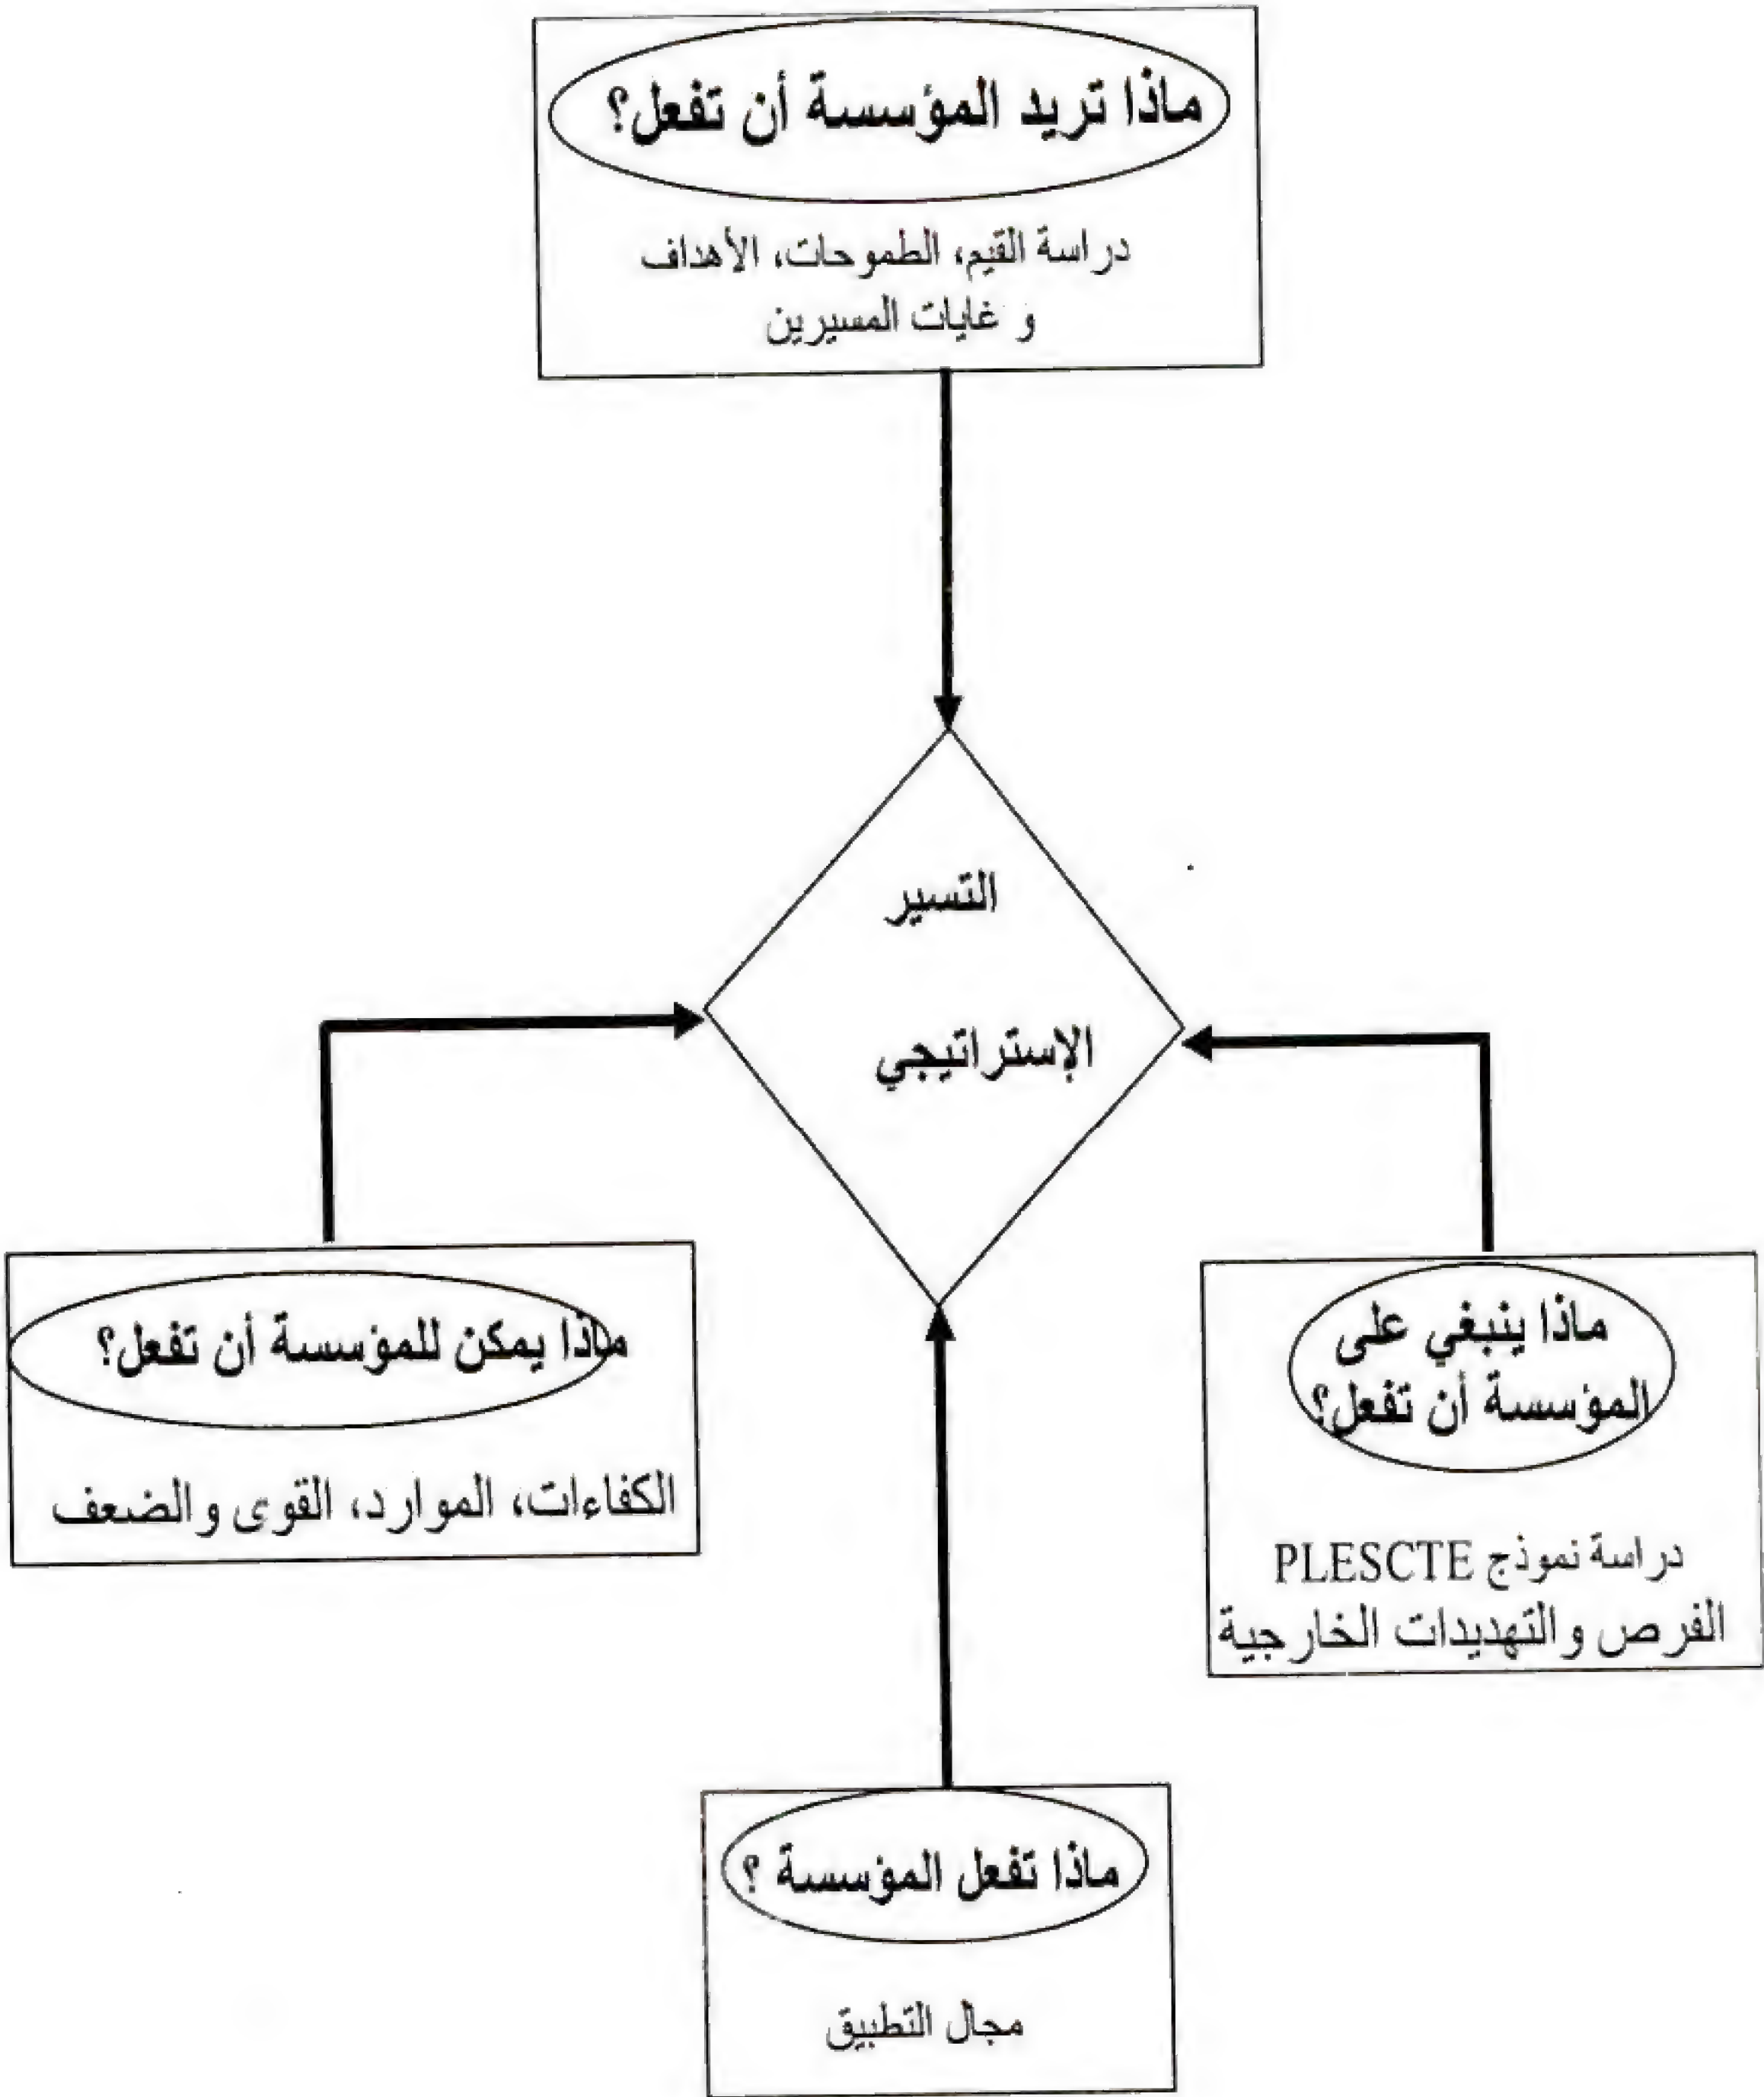 ماذا تريد المؤسسة أن تفعل؟
دراسة القيم، الطموحات، الأهداف
و غايات المسيرين
التسير
الإستراتيجي
ماذا ينبغي على
المؤسسة أن تفعل؟
دراسة نموذج PLESCTE
الفرص والتهديدات الخارجية
ماذا يمكن للمؤسسة أن تفعل؟
الكفاءات، الموارد، القوى والضعف
ماذا تفعل المؤسسة ؟
مجال التطبيق